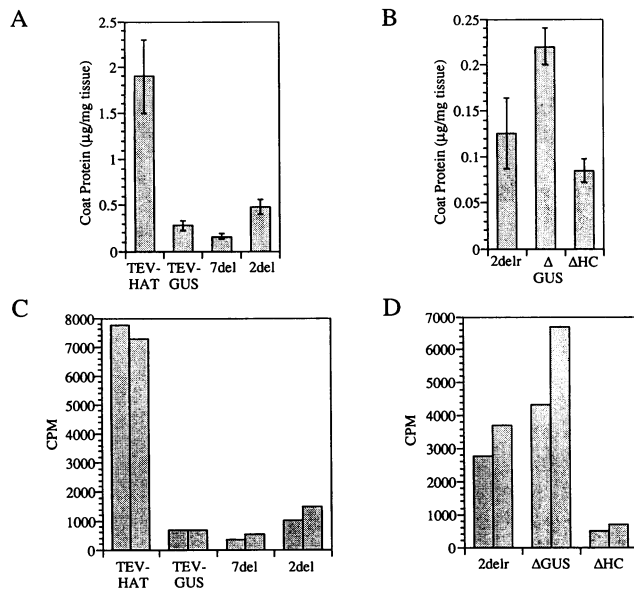 A
Coat Protein (µg/mg tissue)
2.5
2
1.5
1
0.5
0
TEV-HAT
TEV-GUS
7del
2del
B
Coat Protein (µg/mg tissue)
0.25
0.2
0.15
0.1
0.05
0
2delr
Δ GUS
ΔHC
C
CPM
8000
7000
6000
5000
4000
3000
2000
1000
0
TEV-HAT
TEV-GUS
7del
2del
D
CPM
7000
6000
5000
4000
3000
2000
1000
0
2delr
ΔGUS
ΔHC